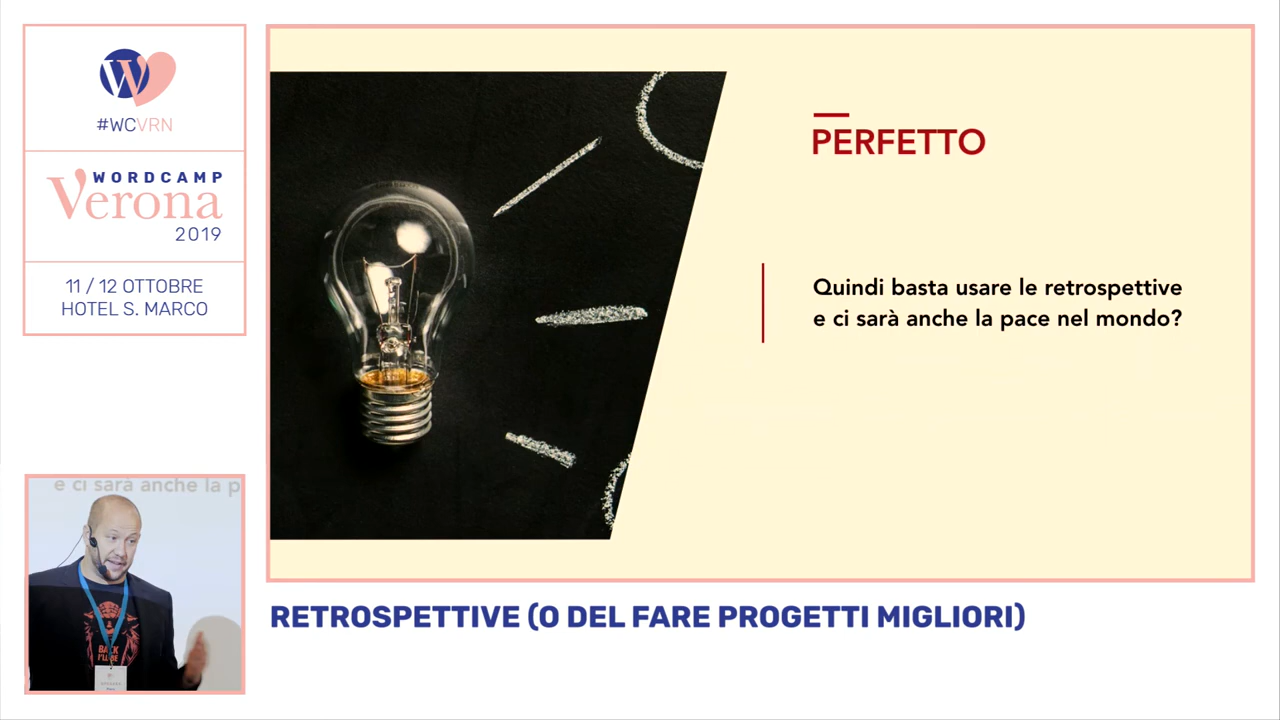 #WCVRN
WORDCAMP
Verona
2019
11 / 12 OTTOBRE
HOTEL S. MARCO
PERFETTO
Quindi basta usare le retrospettive
e ci sarà anche la pace nel mondo?
e ci sarà anche la p
BACK
RETROSPETTIVE (O DEL FARE PROGETTI MIGLIORI)